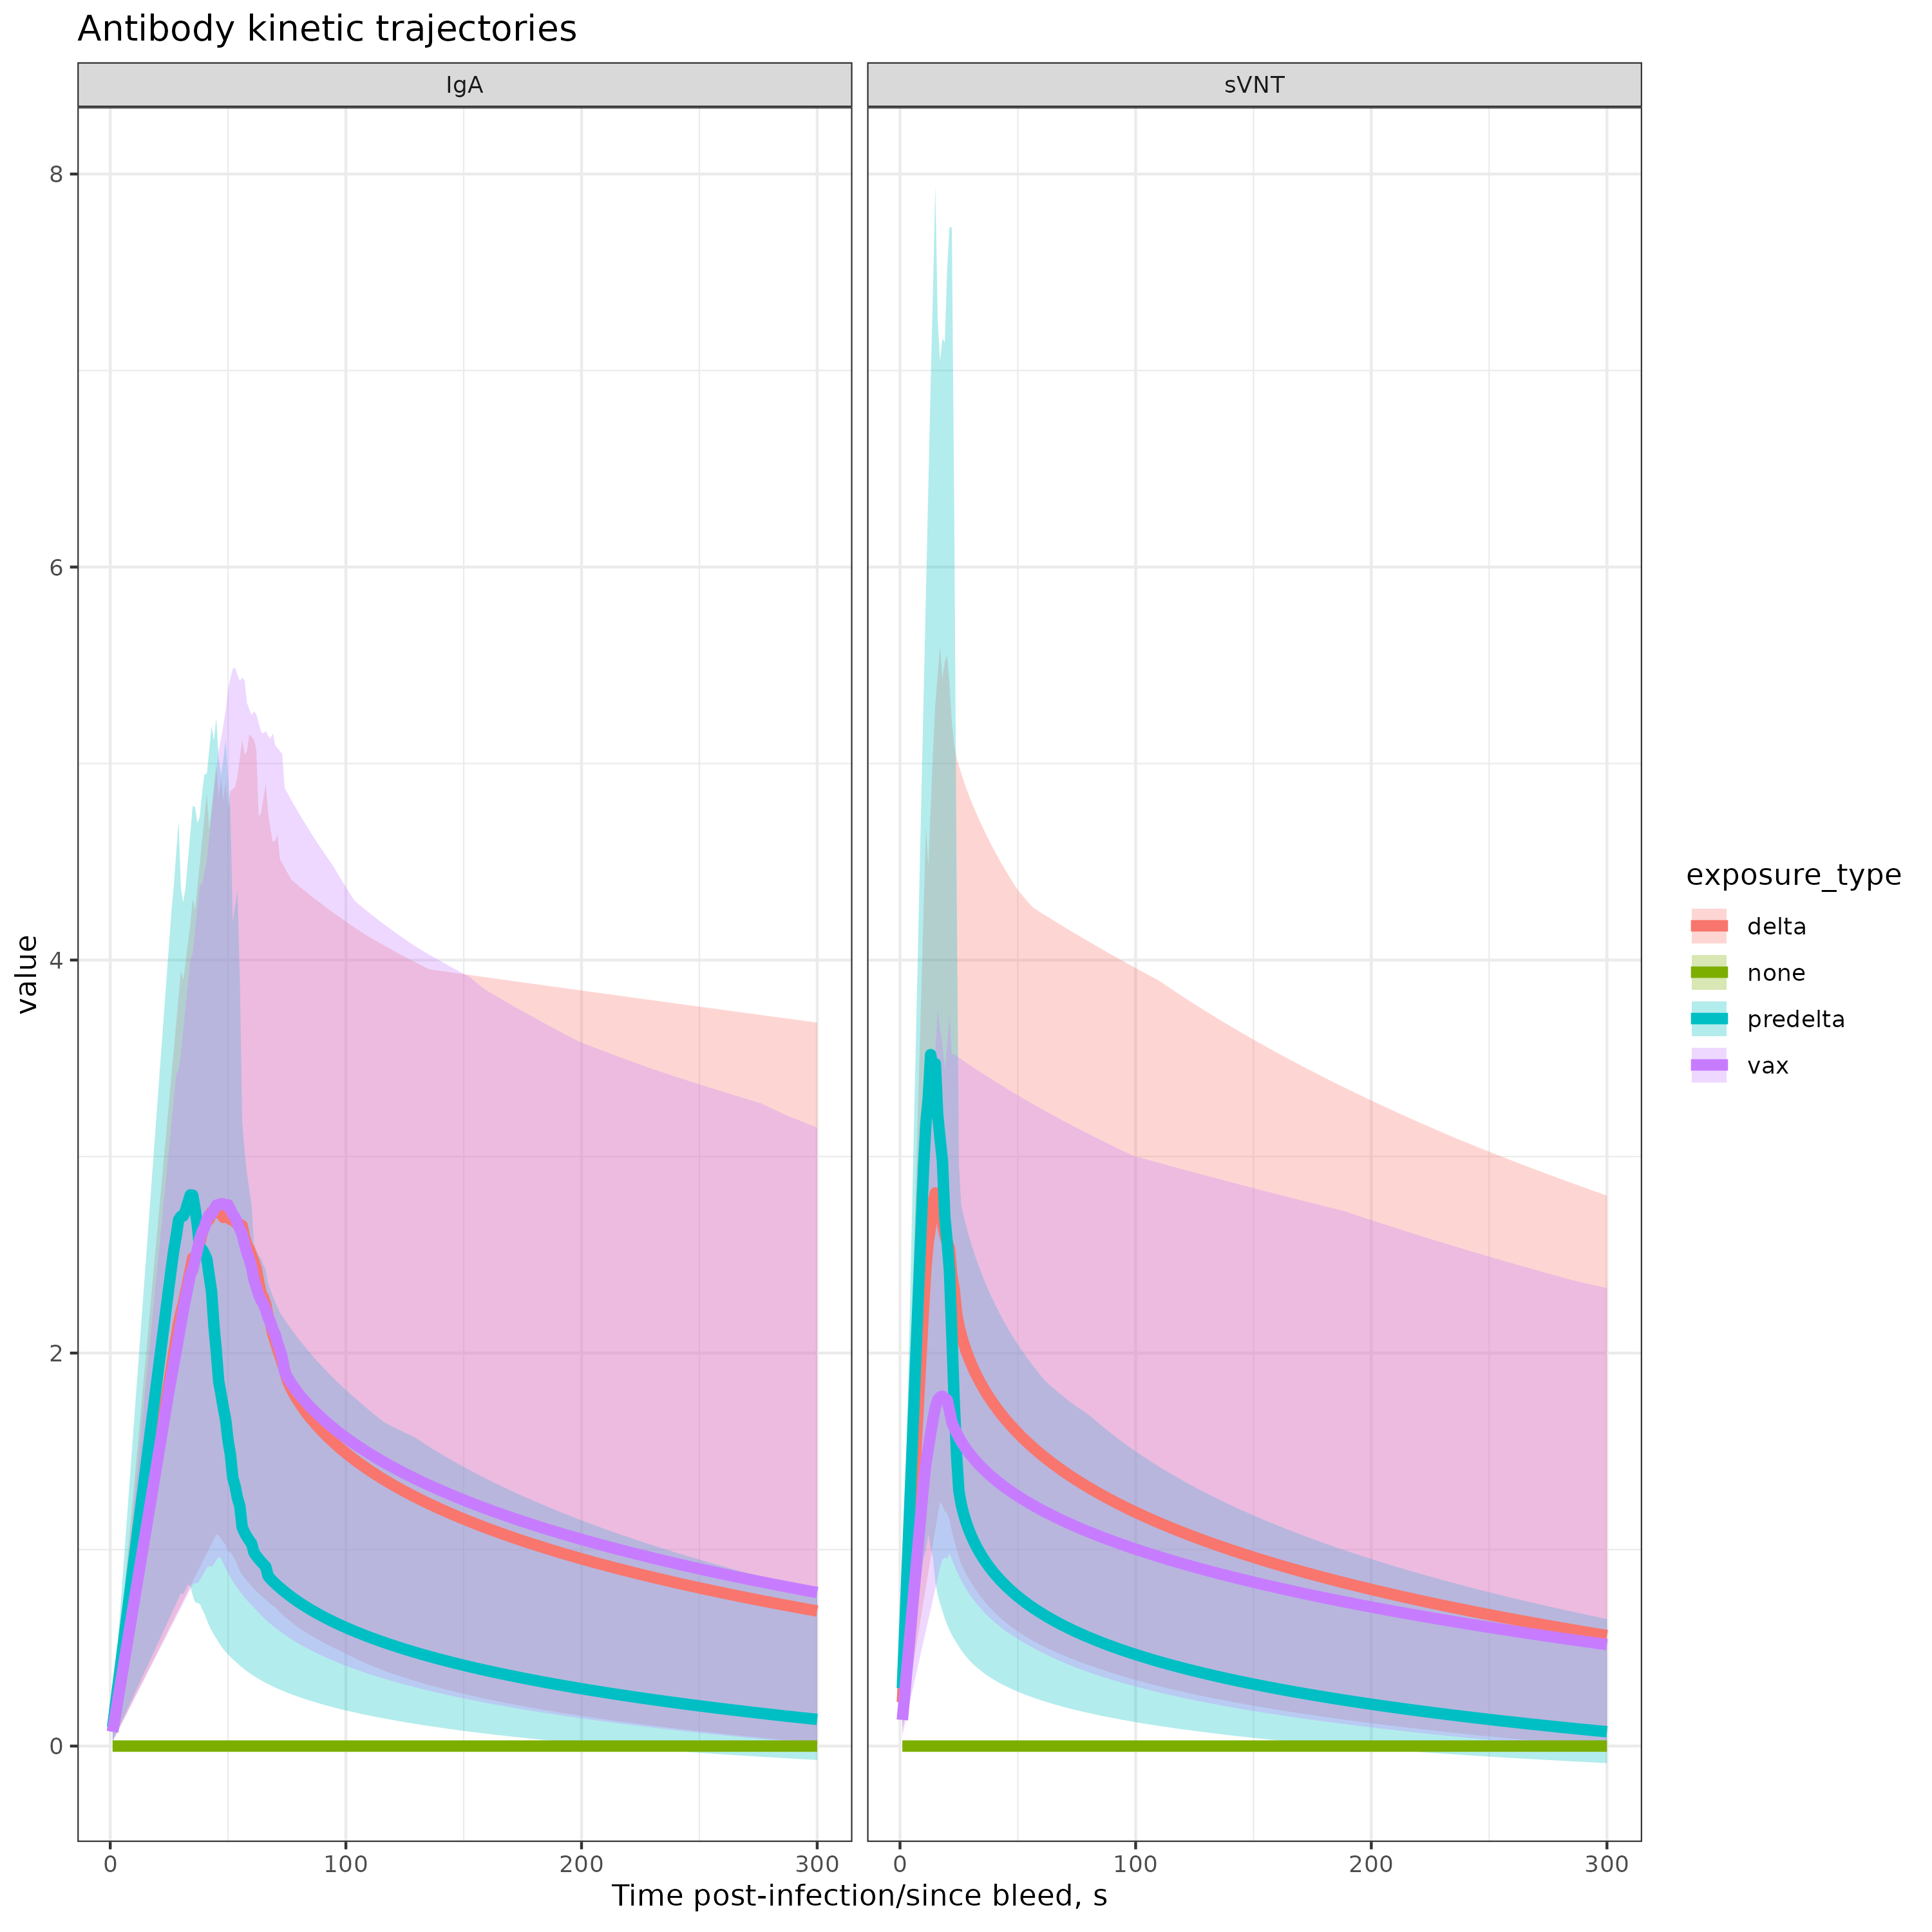 Antibody kinetic trajectories
IgA
sVNT
8
6
4
2
0
value
0
100
200
300
0
100
200
300
Time post-infection/since bleed, s
exposure_type
delta
none
predelta
vax